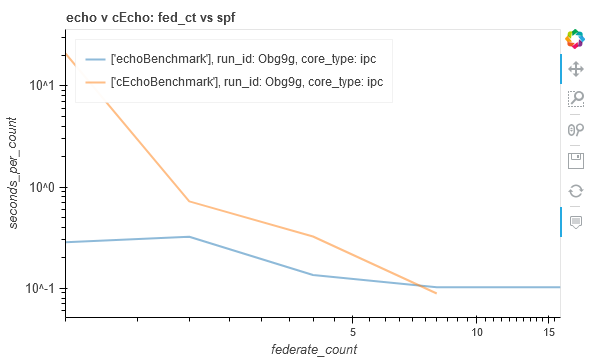 echo v cEcho: fed_ct vs spf
['echoBenchmark'], run_id: Obg9g, core_type: ipc
['cEchoBenchmark'], run_id: Obg9g, core_type: ipc
10^1
10^0
10^-1
seconds_per_count
5
10
15
federate_count